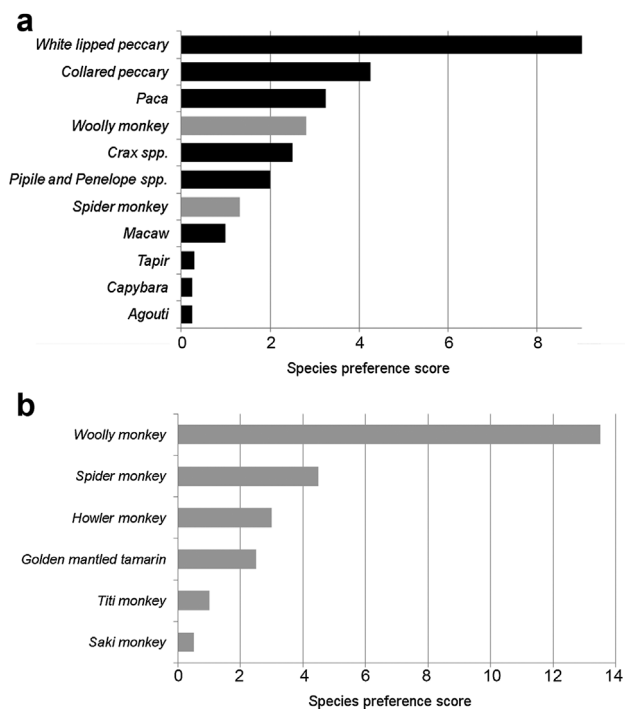 a
White lipped peccary
Collared peccary
Paca
Woolly monkey
Crax spp.
Pipile and Penelope spp.
Spider monkey
Macaw
Tapir
Capybara
Agouti
0 2 4 6 8
Species preference score
b
Woolly monkey
Spider monkey
Howler monkey
Golden mantled tamarin
Titi monkey
Saki monkey
0 2 4 6 8 10 12 14
Species preference score